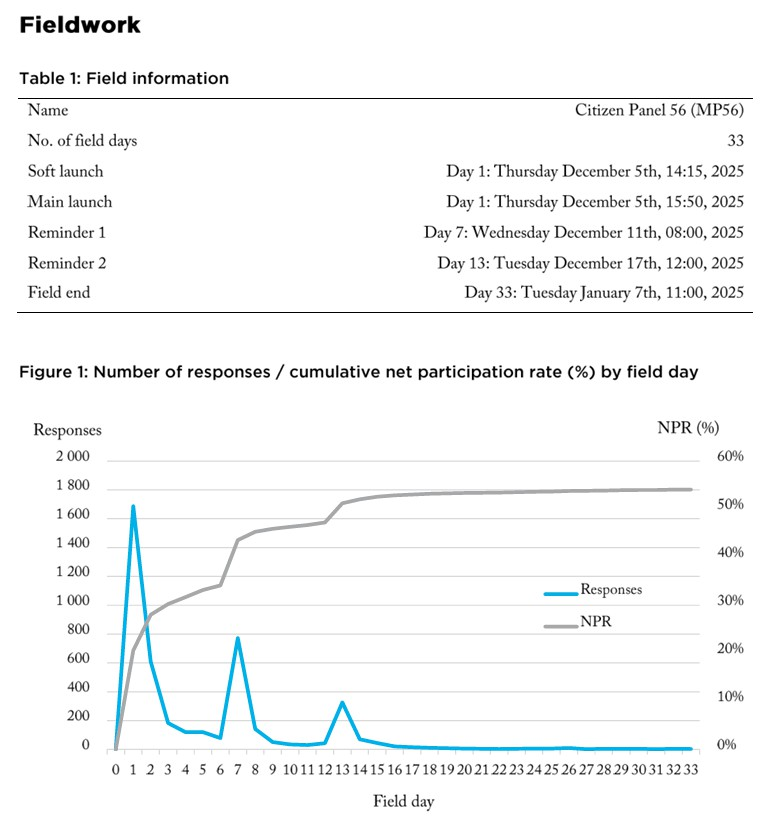 Fieldwork
Table 1: Field information
Name Citizen Panel 56 (MP56)
No. of field days 33
Soft launch Day 1: Thursday December 5th, 14:15, 2025
Main launch Day 1: Thursday December 5th, 15:50, 2025
Reminder 1 Day 7: Wednesday December 11th, 08:00, 2025
Reminder 2 Day 13: Tuesday December 17th, 12:00, 2025
Field end Day 33: Tuesday January 7th, 11:00, 2025
Figure 1: Number of responses / cumulative net participation rate (%) by field day
Responses NPR (%)
2 000 60%
1 800
50%
1 600
1 400
40%
1 200
1 000 30%
Responses
NPR
800
20%
600
400
10%
200
0 0%
0 1 2 3 4 5 6 7 8 9 10 11 12 13 14 15 16 17 18 19 20 21 22 23 24 25 26 27 28 29 30 31 32 33
Field day